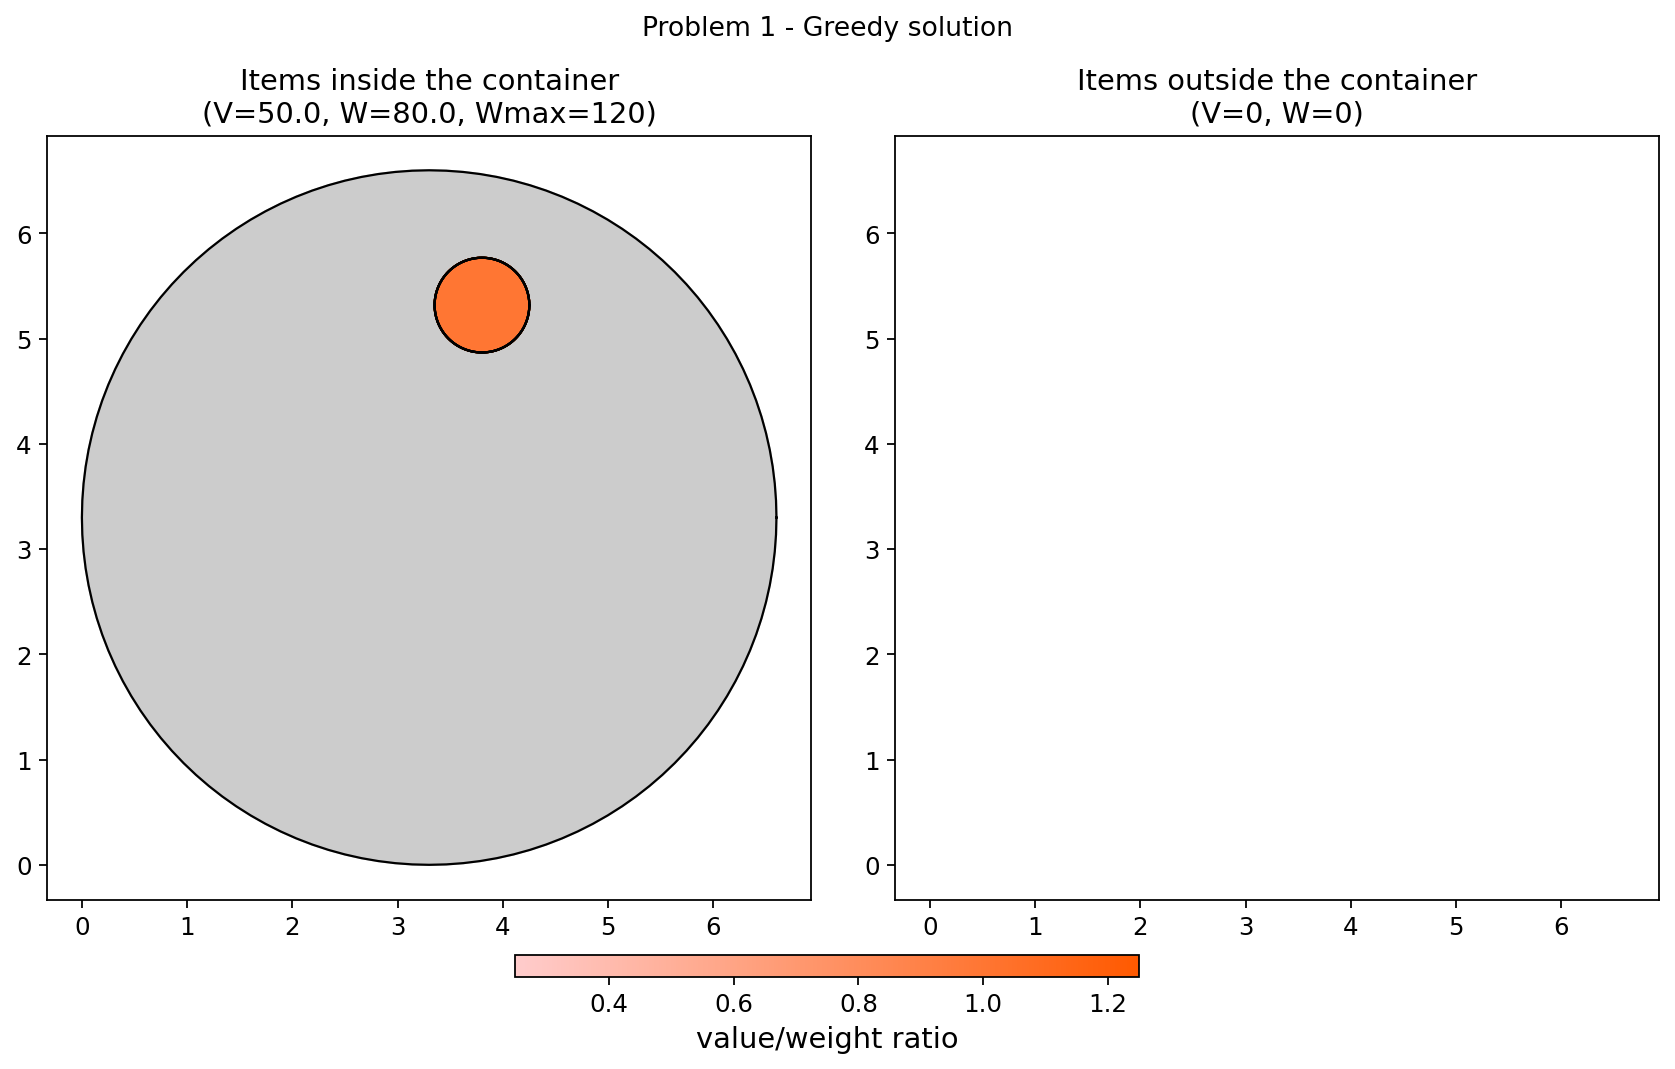 Problem 1 - Greedy solution
Items inside the container
(V=50.0, W=80.0, Wmax=120)
6
5
4
3
2
1
0
0 1 2 3 4 5 6
Items outside the container
(V=0, W=0)
6
5
4
3
2
1
0
0 1 2 3 4 5 6
0.4 0.6 0.8 1.0 1.2
value/weight ratio